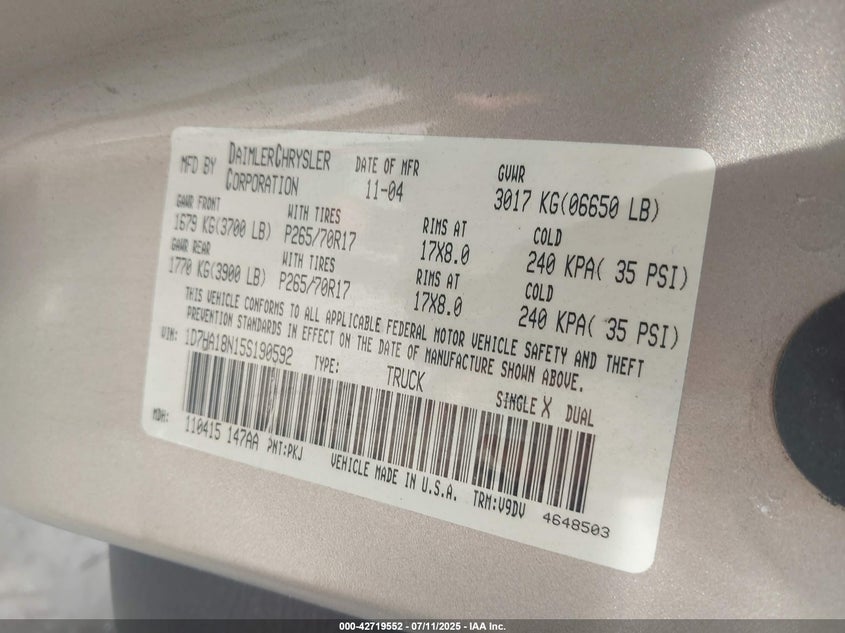 MFD BY DAIMLERCHRYSLER CORPORATION
DATE OF MFR 11-04
GVWR 3017 KG(06650 LB)
GAWR FRONT 1679 KG(3700 LB)
WITH TIRES P265/70R17
RIMS AT 17X8.0
COLD 240 KPA( 35 PSI)
GAWR REAR 1770 KG(3900 LB)
WITH TIRES P265/70R17
RIMS AT 17X8.0
COLD 240 KPA( 35 PSI)
THIS VEHICLE CONFORMS TO ALL APPLICABLE FEDERAL MOTOR VEHICLE SAFETY AND THEFT
PREVENTION STANDARDS IN EFFECT ON THE DATE OF MANUFACTURE SHOWN ABOVE.
VIN: 1D7HA18N15S190592 TYPE: TRUCK SINGLE X DUAL
MDH: 110415 147AA PNT:PKJ VEHICLE MADE IN U.S.A. TRM:V9DV 4648503
000-42719552 - 07/11/2025 - IAA Inc.